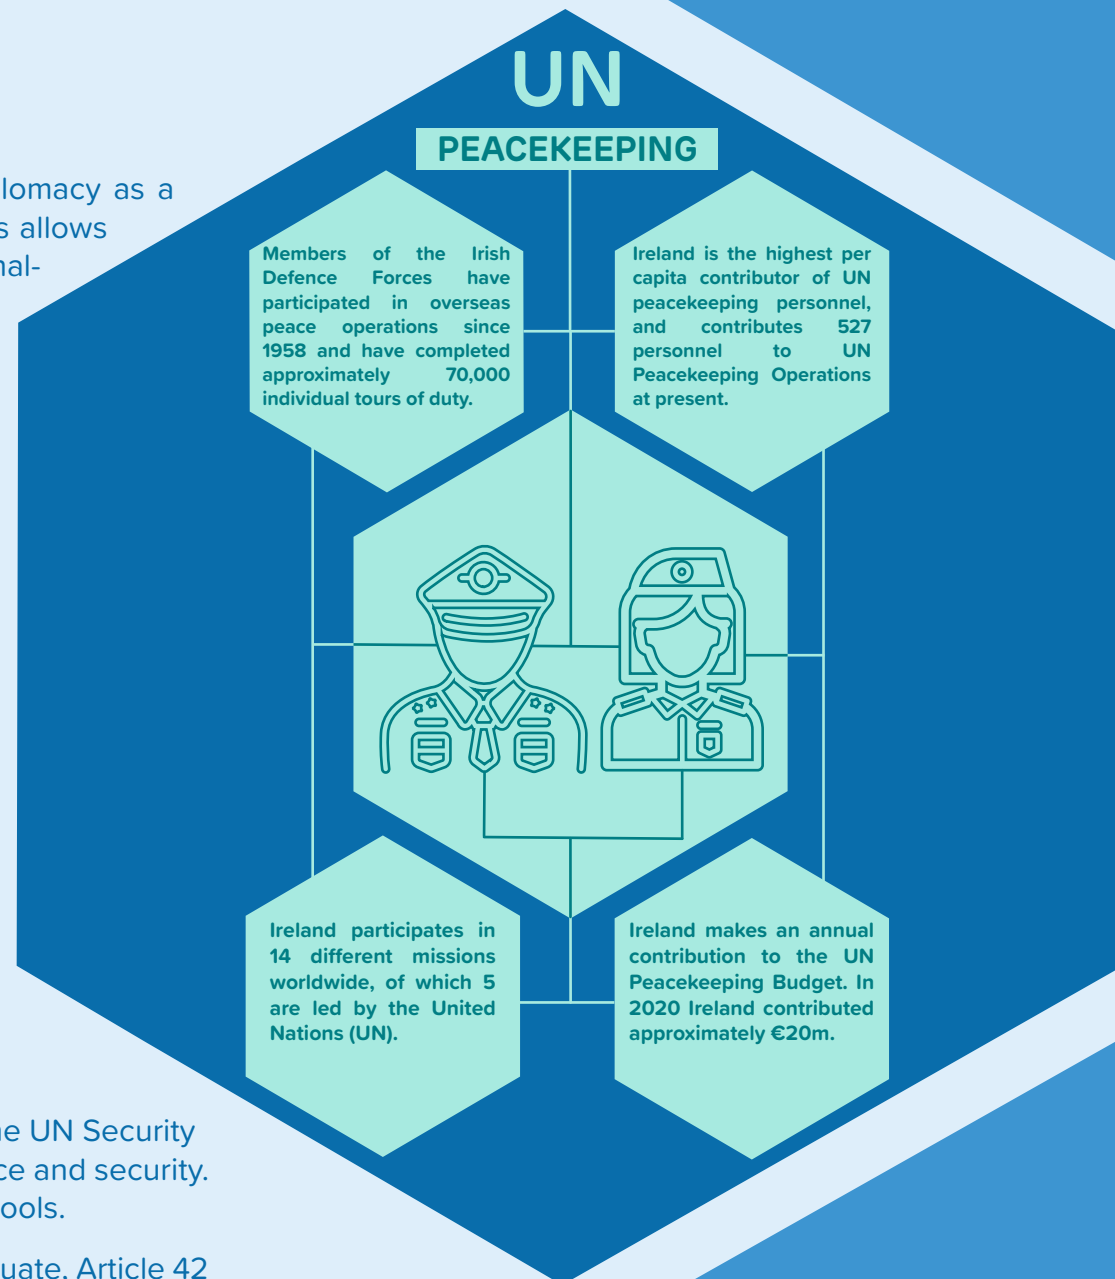 UN
PEACEKEEPING
lomacy as a
s allows
nal-
Members of the Irish
Defence Forces have
participated in overseas
peace operations since
1958 and have completed
approximately 70,000
individual tours of duty.
Ireland is the highest per
capita contributor of UN
peacekeeping personnel,
and contributes 527
personnel to UN
Peacekeeping Operations
at present.
Ireland participates in
14 different missions
worldwide, of which 5
are led by the United
Nations (UN).
Ireland makes an annual
contribution to the UN
Peacekeeping Budget. In
2020 Ireland contributed
approximately €20m.
he UN Security
ce and security.
ools.
uate, Article 42